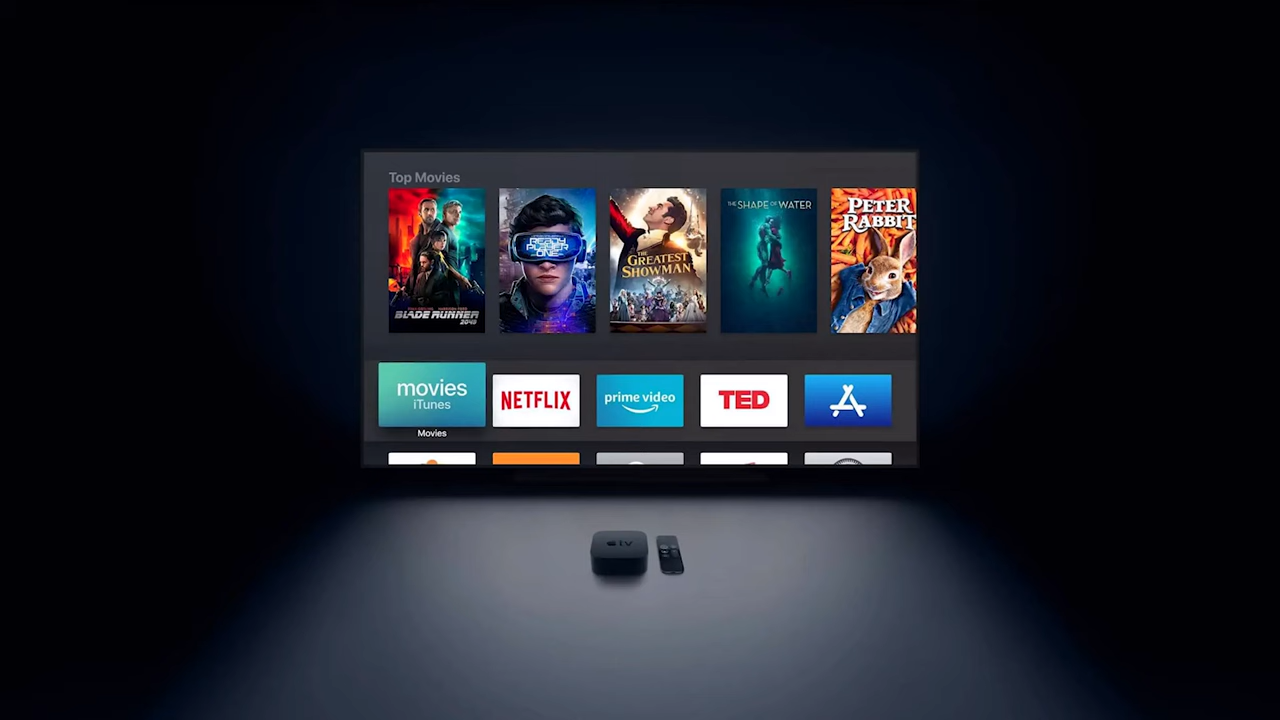 Top Movies
BLADE RUNNER
2049
READY
PLAYER
ONE
THE
GREATEST
SHOWMAN
THE SHAPE OF WATER
PETER
RABBIT
movies
iTunes
NETFLIX
prime video
TED
Movies
tv